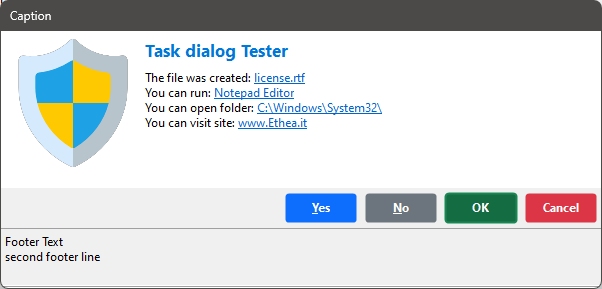 Caption
Task dialog Tester
The file was created: license.rtf
You can run: Notepad Editor
You can open folder: C:\Windows\System32\
You can visit site: www.Ethea.it
Yes No OK Cancel
Footer Text
second footer line